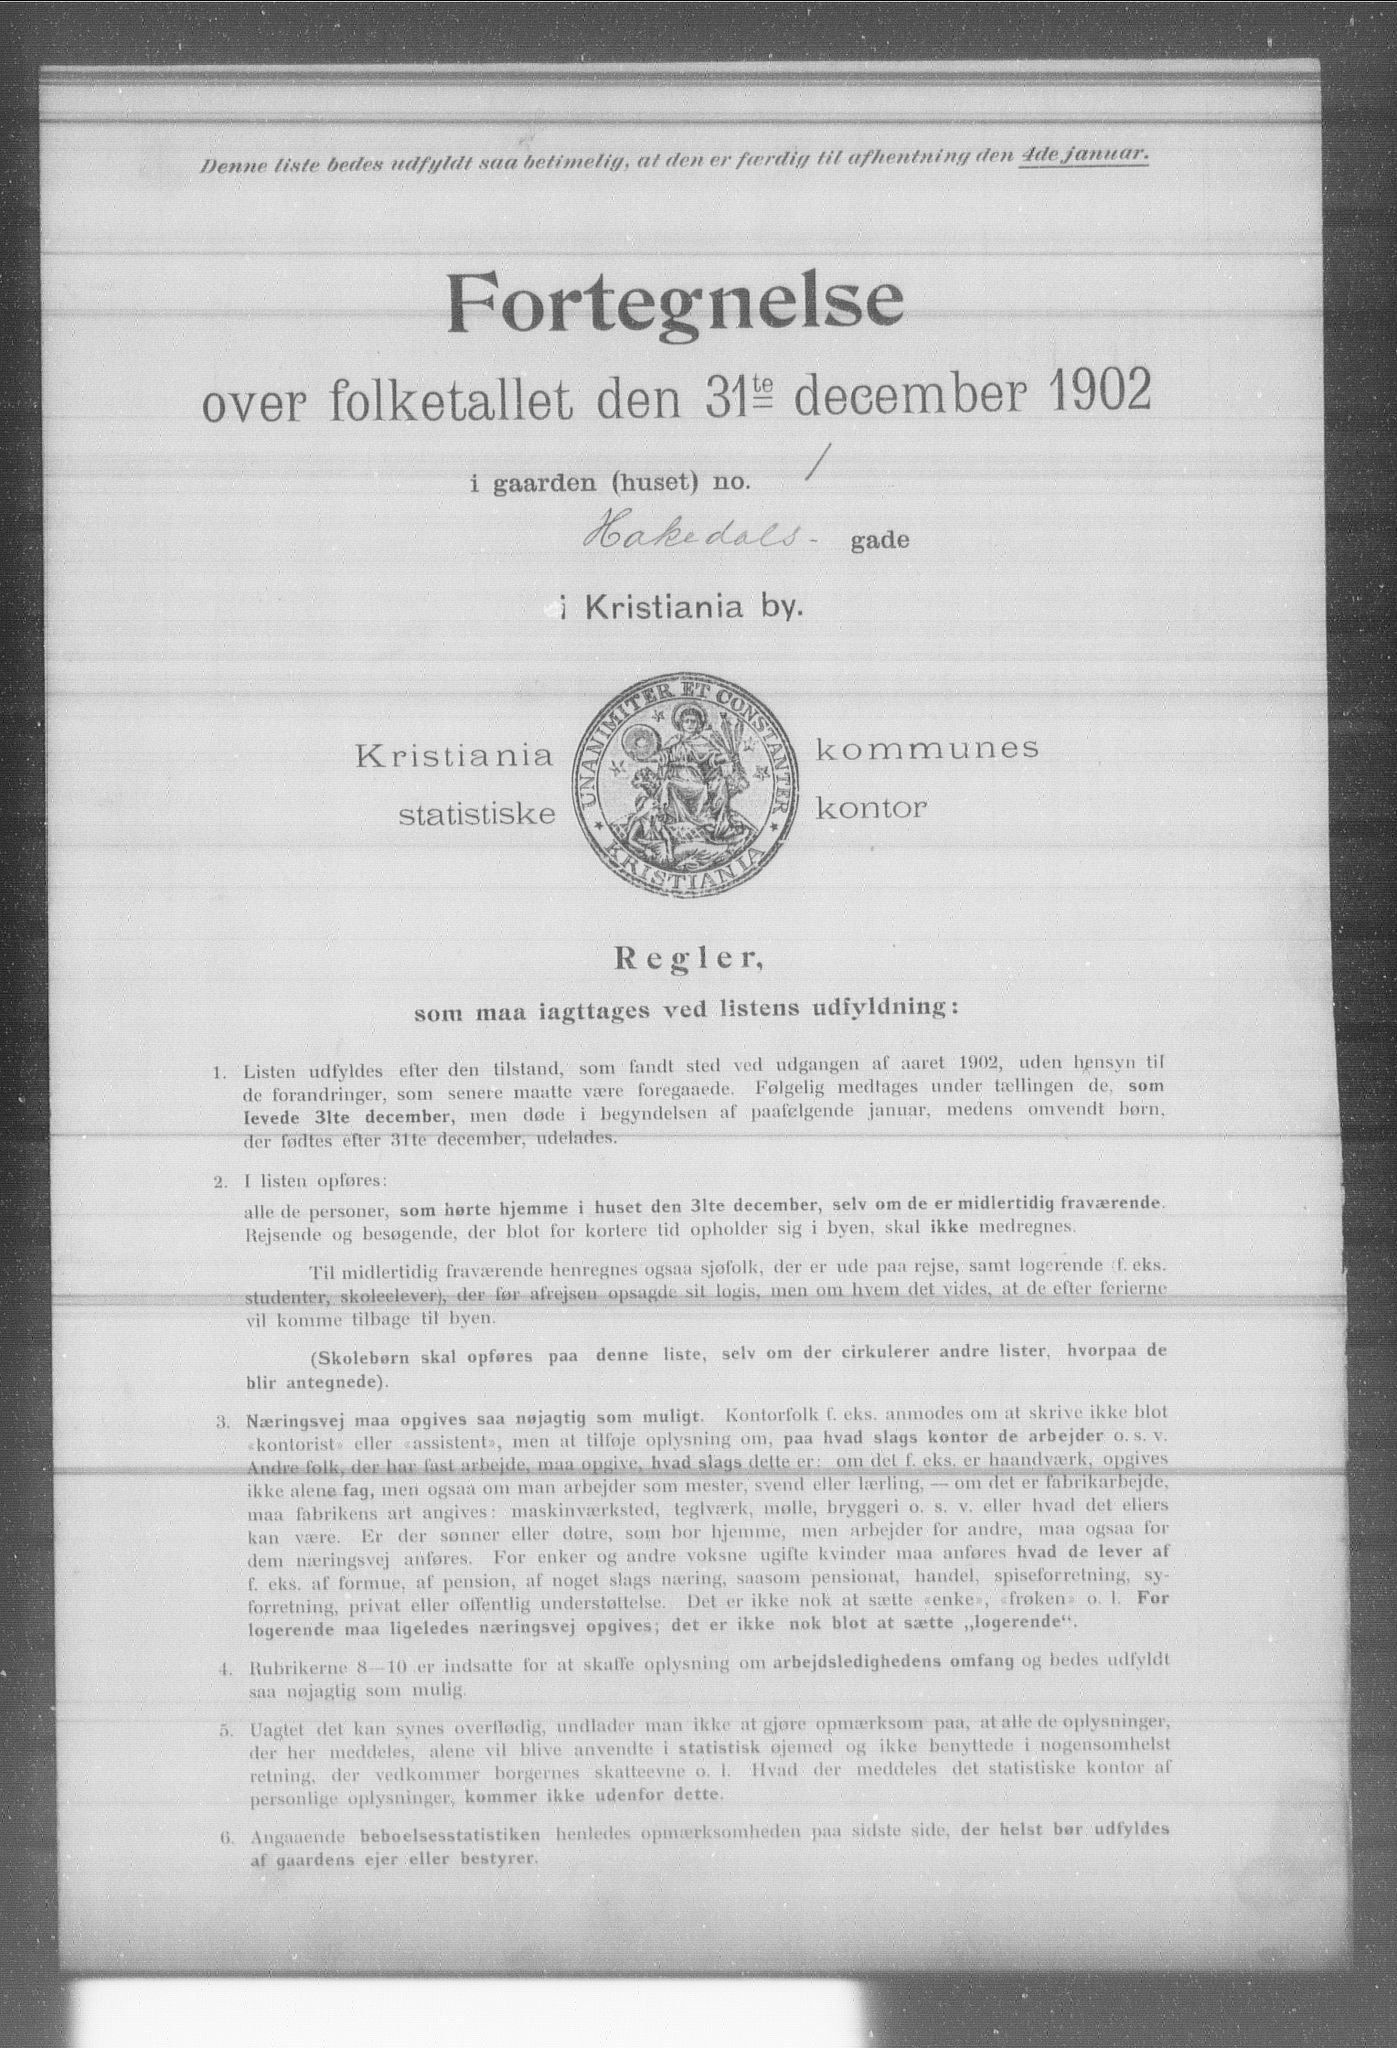 Denne liste bedes udfyldt saa betimelig, at den er færdig til afhentning den 4de januar.
Fortegnelse
over folketallet den 31te december 1902
i gaarden (huset) no. 1
Hakedals- gade
i Kristiania by.
UNANIMITER ET CONSTANTER
KRISTIANIA
Kristiania kommunes
statistiske kontor
Regler,
som maa iagttages ved listens udfyldning:
1. Listen udfyldes efter den tilstand, som fandt sted ved udgangen af aaret 1902, uden hensyn til
de forandringer, som senere maatte være foregaaede. Følgelig medtages under tællingen de, som
levede 31te december, men døde i begyndelsen af paafølgende januar, medens omvendt børn,
der fødtes efter 31te december, udelades.
2. I listen opføres:
alle de personer, som hørte hjemme i huset den 31te december, selv om de er midlertidig fraværende.
Rejsende og besøgende, der blot for kortere tid opholder sig i byen, skal ikke medregnes.
Til midlertidig fraværende henregnes ogsaa sjøfolk, der er ude paa rejse, samt logerende (f. eks.
studenter, skoleelever), der før afrejsen opsagde sit logis, men om hvem det vides, at de efter ferierne
vil komme tilbage til byen.
(Skolebørn skal opføres paa denne liste, selv om der cirkulerer andre lister, hvorpaa de
blir antegnede).
3. Næringsvej maa opgives saa nøjagtig som muligt. Kontorfolk f. eks. anmodes om at skrive ikke blot
«kontorist» eller «assistent», men at tilføje oplysning om, paa hvad slags kontor de arbejder o. s. v.
Andre folk, der har fast arbejde, maa opgive, hvad slags dette er: om det f. eks. er haandværk, opgives
ikke alene fag, men ogsaa om man arbejder som mester, svend eller lærling, — om det er fabrikarbejde,
maa fabrikens art angives: maskinværksted, teglværk, mølle, bryggeri o. s. v. eller hvad det ellers
kan være. Er der sønner eller døtre, som bor hjemme, men arbejder for andre, maa ogsaa for
dem næringsvej anføres. For enker og andre voksne ugifte kvinder maa anføres hvad de lever af
f. eks. af formue, af pension, af noget slags næring, saasom pensionat, handel, spiseforretning, sy-
forretning, privat eller offentlig understøttelse. Det er ikke nok at sætte «enke», «frøken» o. l. For
logerende maa ligeledes næringsvej opgives; det er ikke nok blot at sætte „logerende“.
4. Rubrikerne 8—10 er indsatte for at skaffe oplysning om arbejdsledighedens omfang og bedes udfyldt
saa nøjagtig som mulig.
5. Uagtet det kan synes overflødig, undlader man ikke at gjøre opmærksom paa, at alle de oplysninger,
der her meddeles, alene vil blive anvendte i statistisk øjemed og ikke benyttede i nogensomhelst
retning, der vedkommer borgernes skatteevne o. l. Hvad der meddeles det statistiske kontor af
personlige oplysninger, kommer ikke udenfor dette.
6. Angaaende beboelsesstatistiken henledes opmærksomheden paa sidste side, der helst bør udfyldes
af gaardens ejer eller bestyrer.